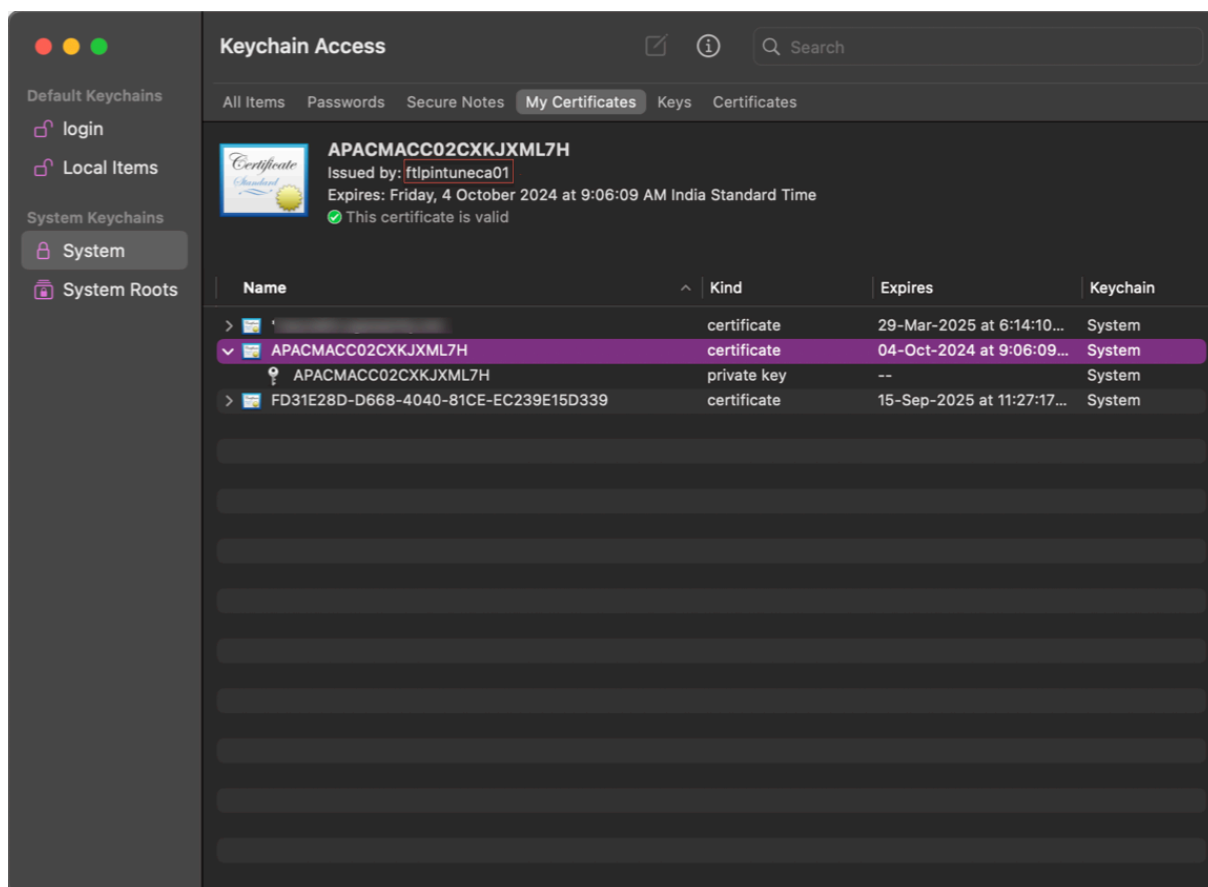 Keychain Access
Search
Default Keychains
login
Local Items
System Keychains
System
System Roots
All Items Passwords Secure Notes My Certificates Keys Certificates
Certificate
Standard
APACMACC02CXKJXML7H
Issued by: ftlpintuneca01
Expires: Friday, 4 October 2024 at 9:06:09 AM India Standard Time
This certificate is valid
Name Kind Expires Keychain
certificate 29-Mar-2025 at 6:14:10... System
APACMACC02CXKJXML7H certificate 04-Oct-2024 at 9:06:09... System
APACMACC02CXKJXML7H private key -- System
FD31E28D-D668-4040-81CE-EC239E15D339 certificate 15-Sep-2025 at 11:27:17... System